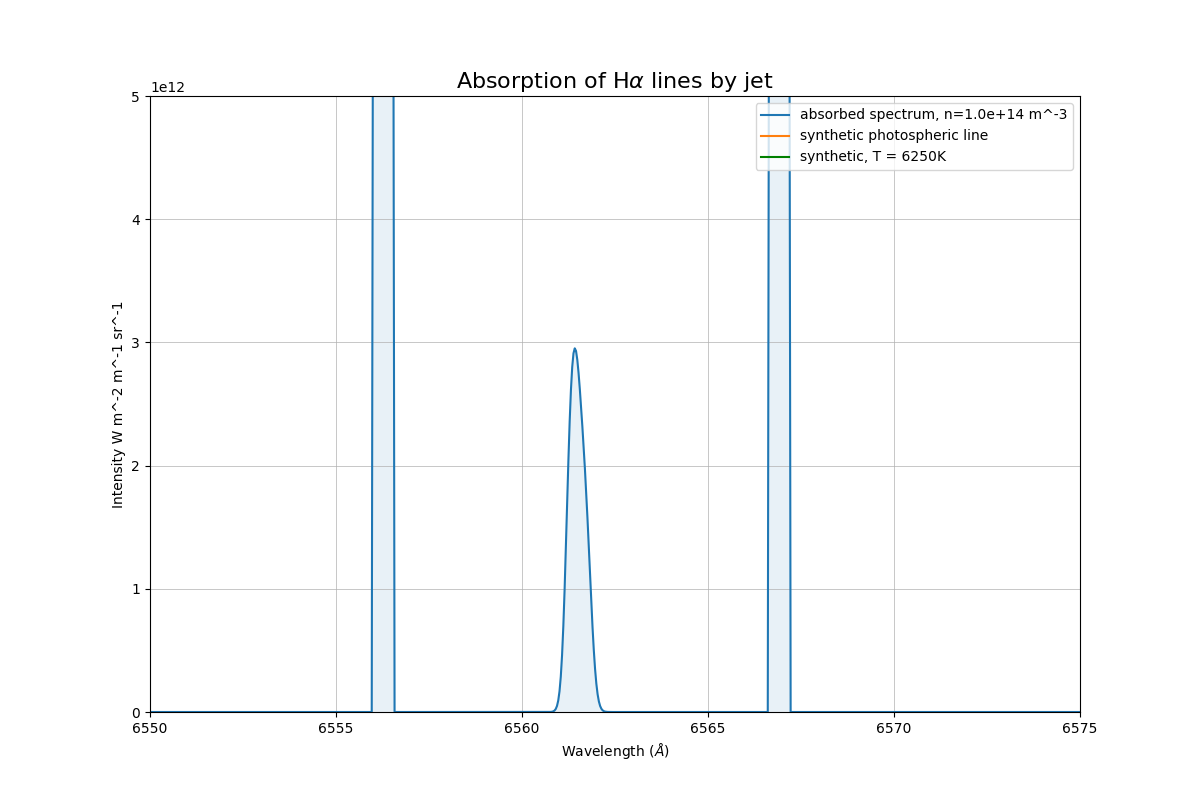 Absorption of Hα lines by jet
1e12
absorbed spectrum, n=1.0e+14 m^-3
synthetic photospheric line
synthetic, T = 6250K
5
4
3
2
1
0
Intensity W m^-2 m^-1 sr^-1
6550 6555 6560 6565 6570 6575
Wavelength (Å)